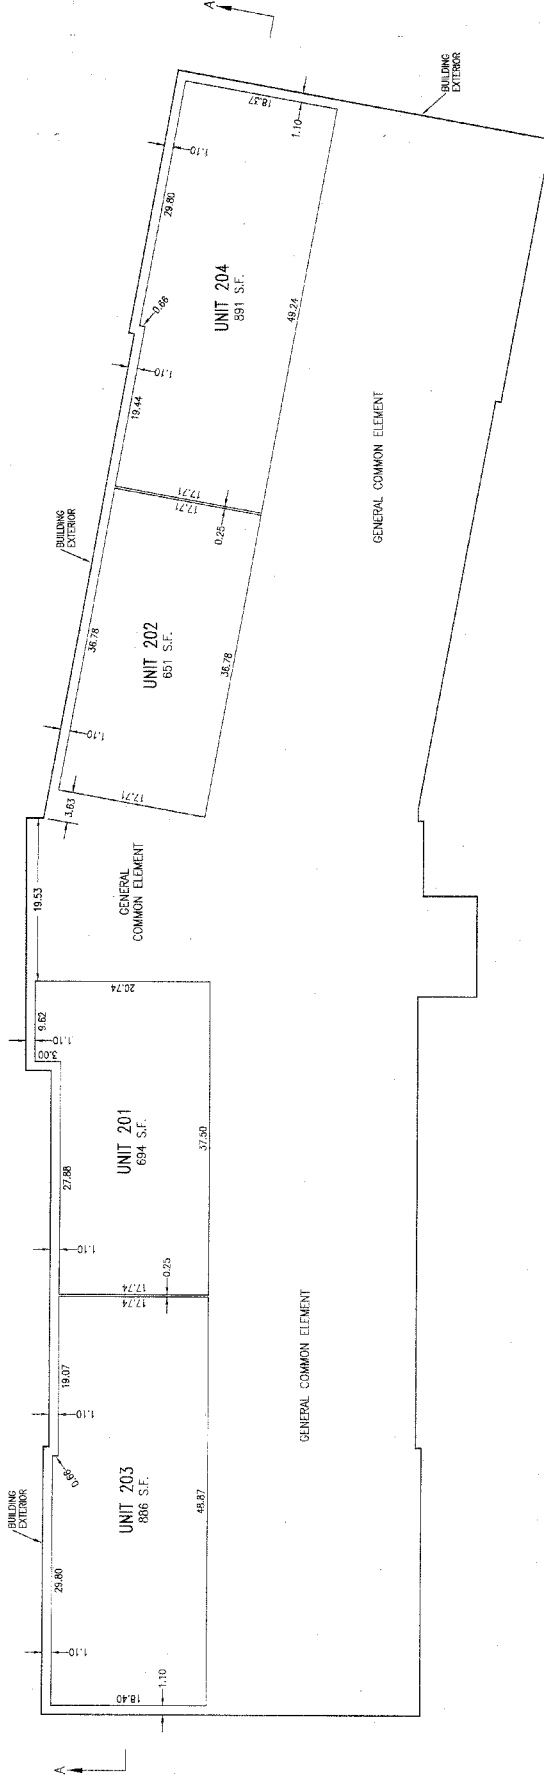 A
BUILDING
EXTERIOR
18.37
1.10
1.10
29.80
0.66
UNIT 204
891 S.F.
49.24
1.10
19.44
17.71
17.71
0.25
GENERAL COMMON ELEMENT
BUILDING
EXTERIOR
36.78
UNIT 202
651 S.F.
36.78
1.10
17.71
3.63
19.53
GENERAL
COMMON ELEMENT
20.74
9.62
1.10
3.00
UNIT 201
694 S.F.
37.50
27.88
1.10
17.74
17.74
0.25
GENERAL COMMON ELEMENT
19.07
1.10
0.66
BUILDING
EXTERIOR
UNIT 203
886 S.F.
48.87
29.80
1.10
18.40
1.10
A